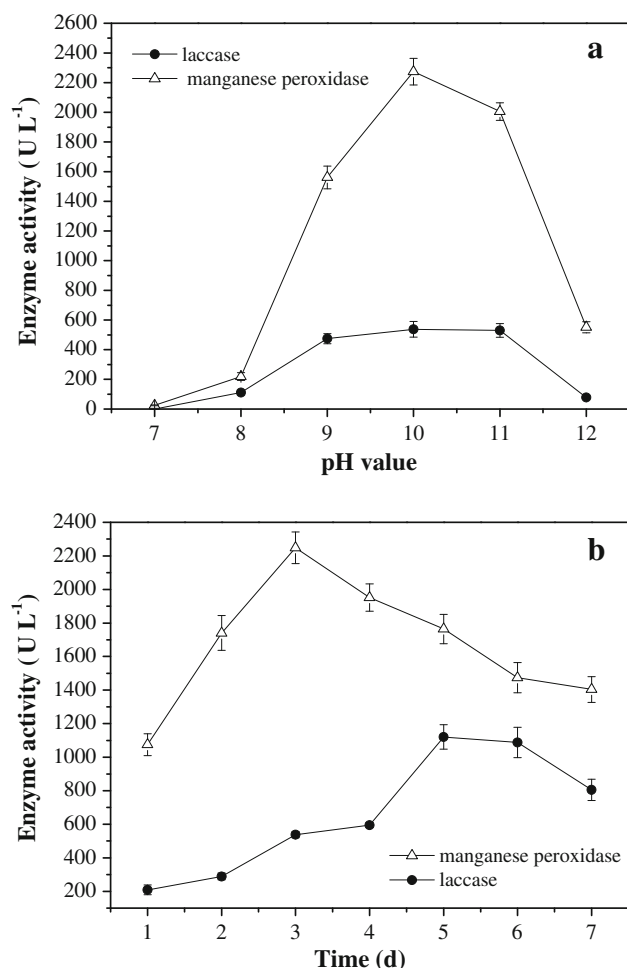 a
laccase
manganese peroxidase
2600
2400
2200
2000
1800
1600
1400
1200
1000
800
600
400
200
0
Enzyme activity ( U L⁻¹)
7 8 9 10 11 12
pH value
b
2400
2200
2000
1800
1600
1400
1200
1000
800
600
400
200
Enzyme activity ( U L⁻¹)
manganese peroxidase
laccase
1 2 3 4 5 6 7
Time (d)